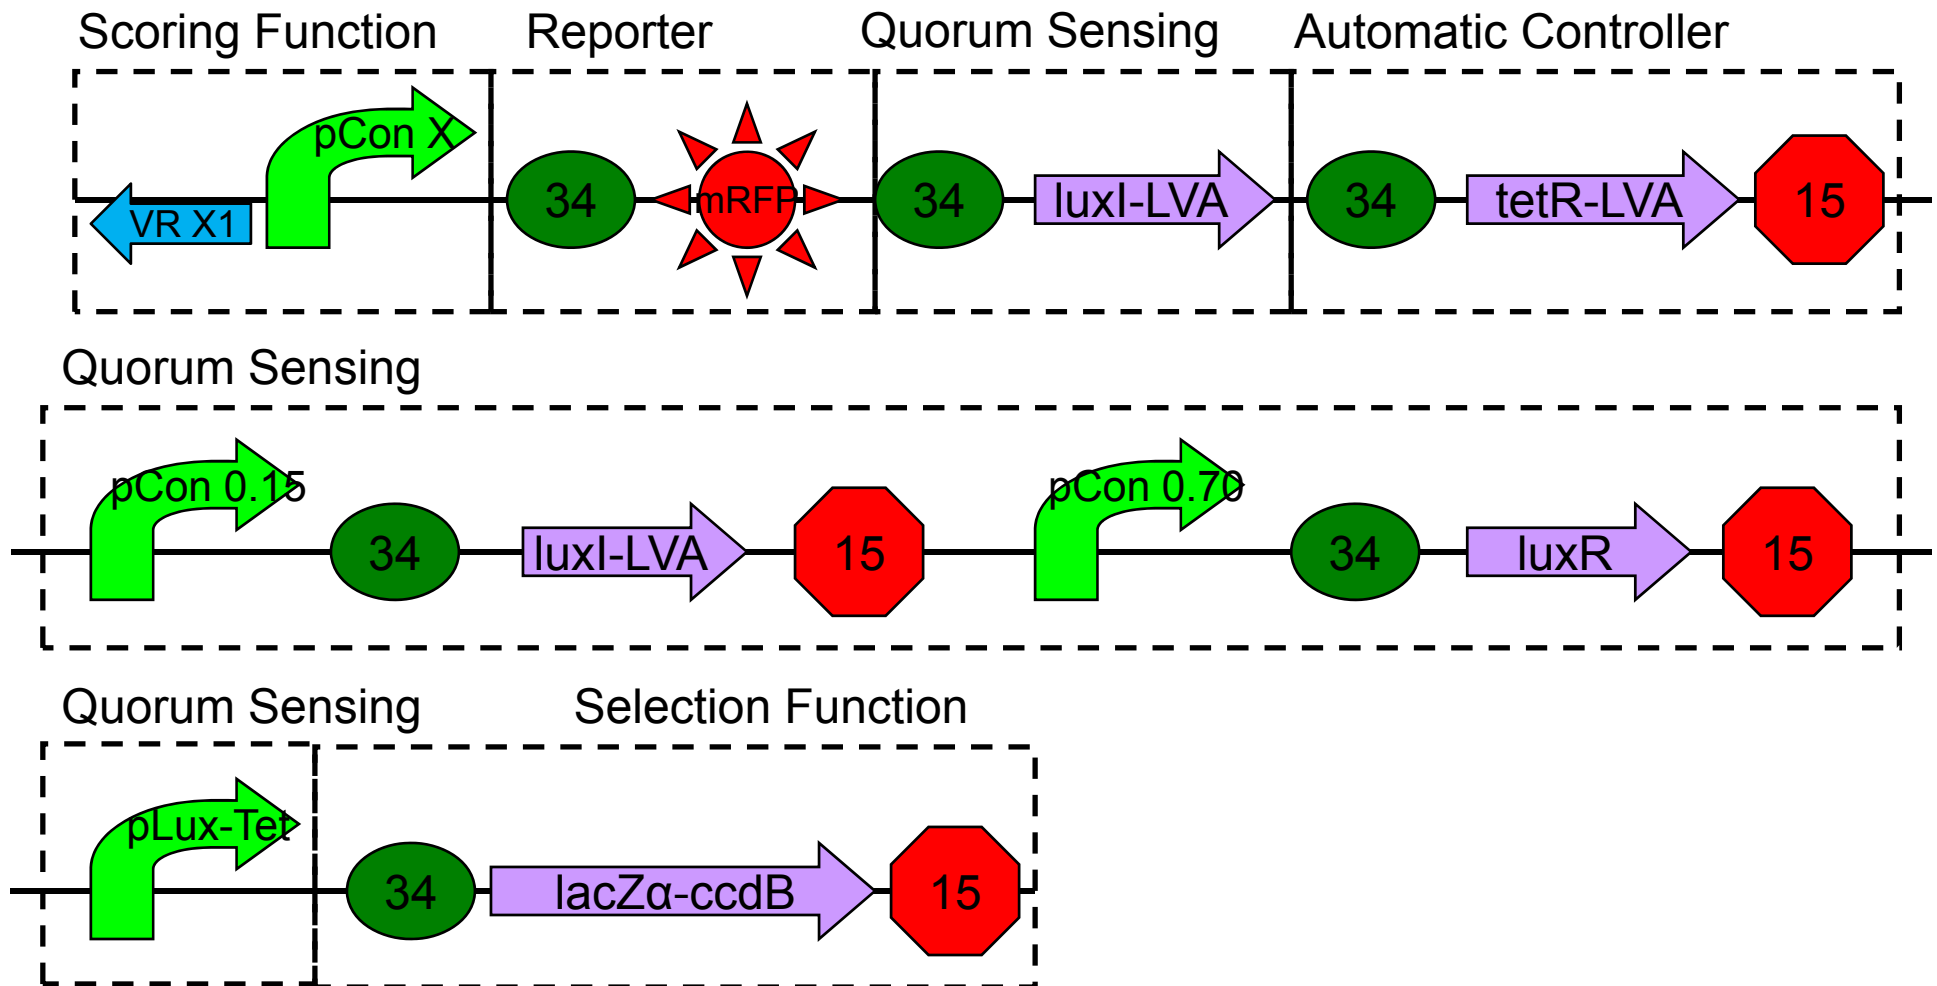 Scoring Function Reporter Quorum Sensing Automatic Controller
VR X1 pCon X 34 mRFP 34 luxI-LVA 34 tetR-LVA 15
Quorum Sensing
pCon 0.15 34 luxI-LVA 15 pCon 0.70 34 luxR 15
Quorum Sensing Selection Function
pLux-Tet 34 lacZα-ccdB 15